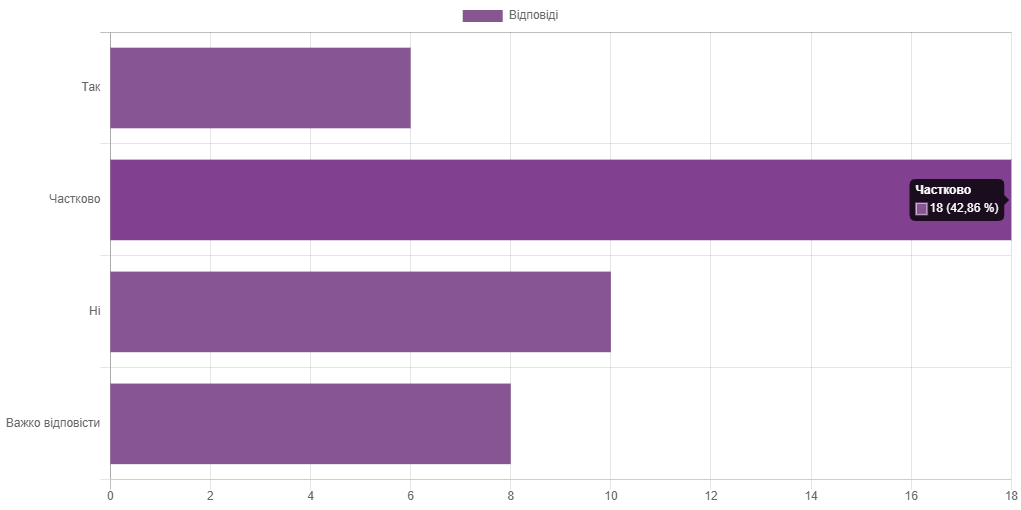 Відповіді
Так
Частково
Частково
18 (42,86 %)
Ні
Важко відповісти
0 2 4 6 8 10 12 14 16 18